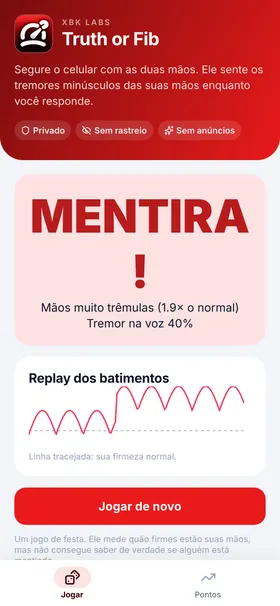 XBK LABS
Truth or Fib
Segure o celular com as duas mãos. Ele sente os
tremores minúsculos das suas mãos enquanto
você responde.
Privado
Sem rastreio
Sem anúncios
MENTIRA
!
Mãos muito trêmulas (1.9× o normal)
Tremor na voz 40%
Replay dos batimentos
Linha tracejada: sua firmeza normal.
Jogar de novo
Um jogo de festa. Ele mede quão firmes estão suas mãos,
mas não consegue saber de verdade se alguém está
Jogar
Pontos